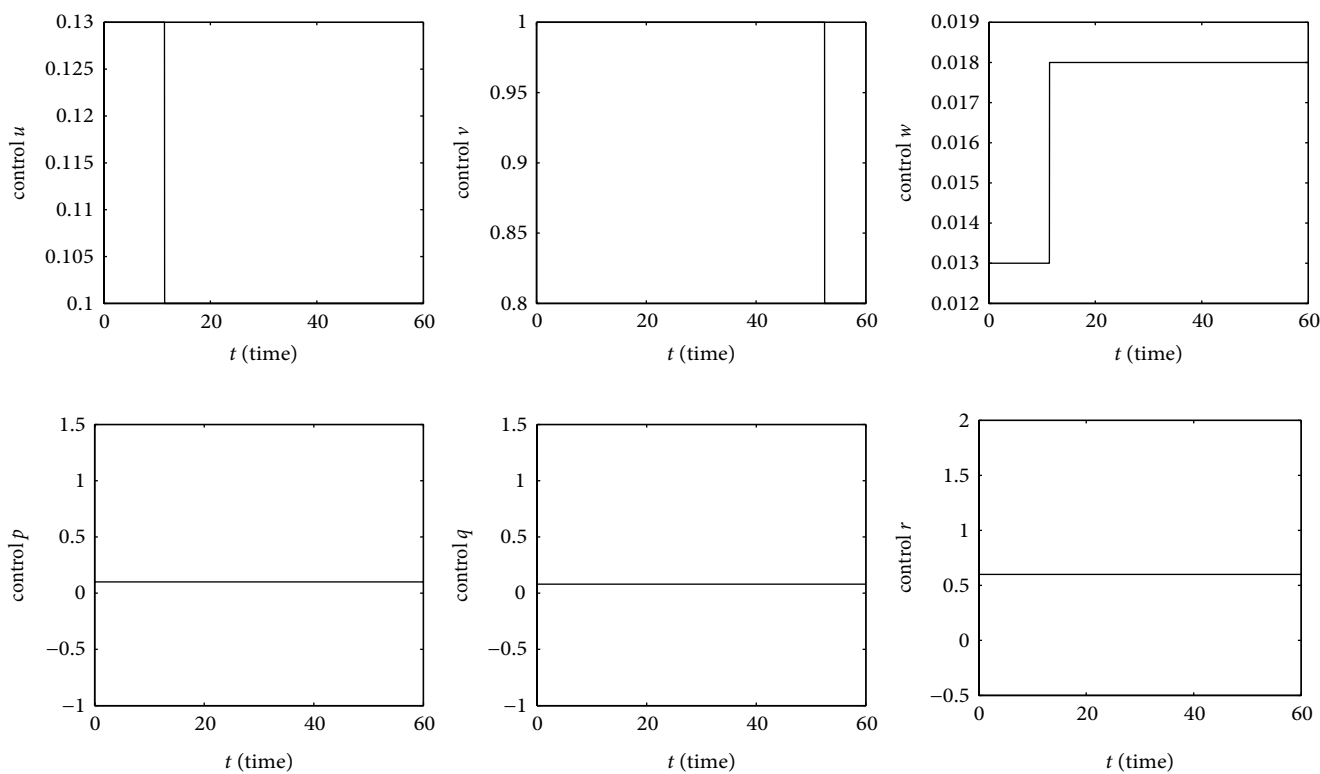 control u
0.13
0.125
0.12
0.115
0.11
0.105
0.1
0 20 40 60
t (time)
control v
1
0.95
0.9
0.85
0.8
0 20 40 60
t (time)
control w
0.019
0.018
0.017
0.016
0.015
0.014
0.013
0.012
0 20 40 60
t (time)
control p
1.5
1
0.5
0
−0.5
−1
0 20 40 60
t (time)
control q
1.5
1
0.5
0
−0.5
−1
0 20 40 60
t (time)
control r
2
1.5
1
0.5
0
−0.5
0 20 40 60
t (time)